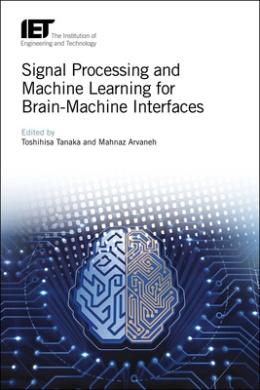 IET
The Institution of
Engineering and Technology
Signal Processing and
Machine Learning for
Brain-Machine Interfaces
Edited by
Toshihisa Tanaka and Mahnaz Arvaneh